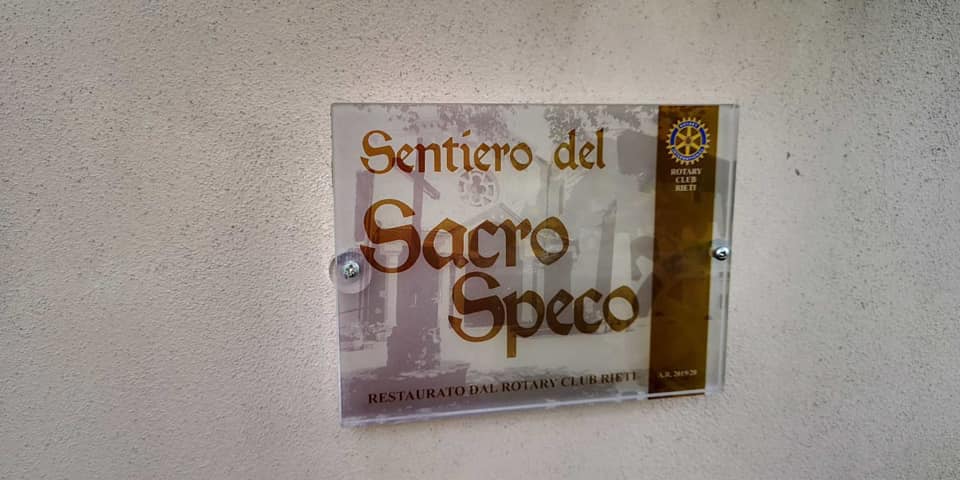 Sentiero del
Sacro
Speco
RESTAURATO DAL ROTARY CLUB RIETI
ROTARY
CLUB
RIETI
A.R. 2019/20